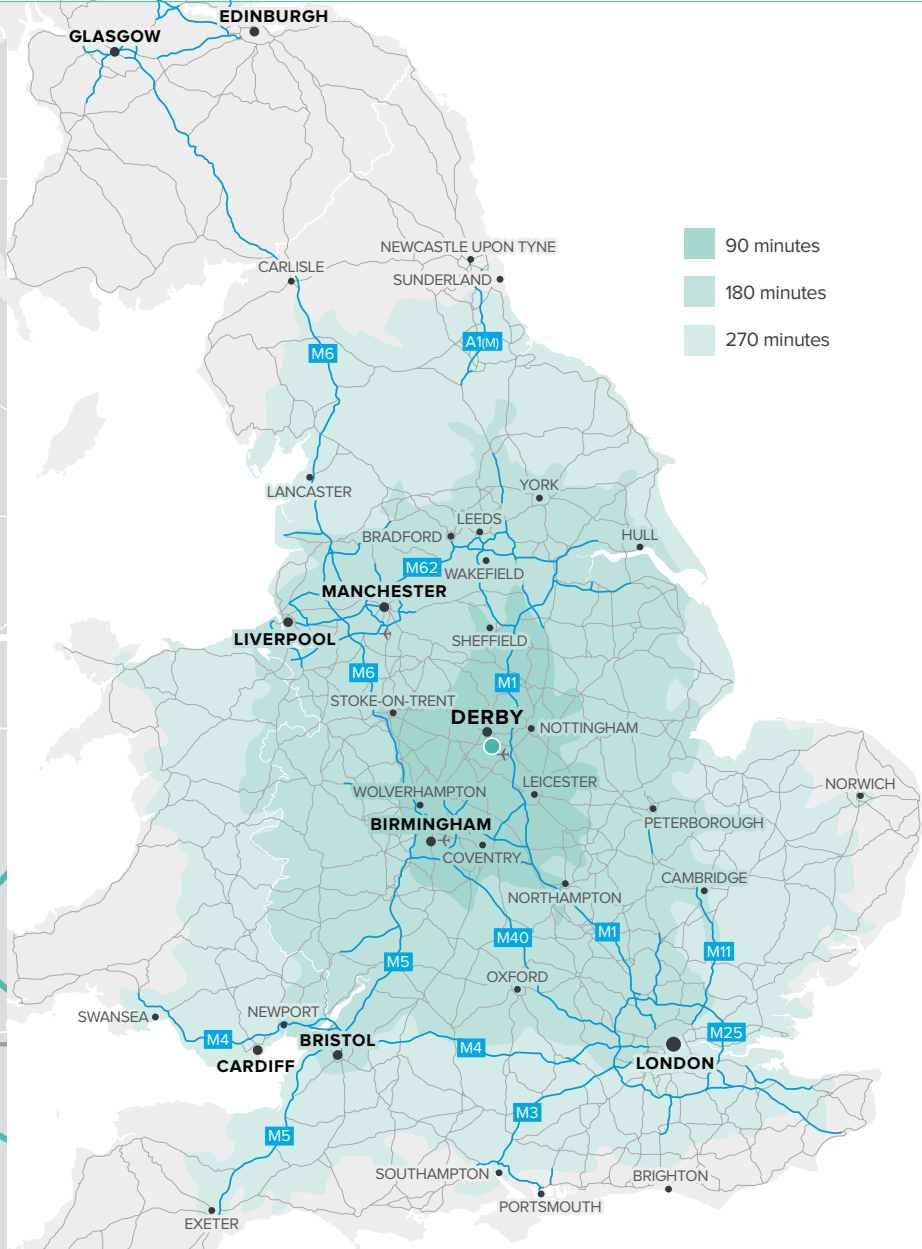 EDINBURGH
GLASGOW
NEWCASTLE UPON TYNE
CARLISLE
SUNDERLAND
90 minutes
180 minutes
270 minutes
A1(M)
M6
LANCASTER
YORK
LEEDS
BRADFORD
HULL
M62
WAKEFIELD
MANCHESTER
LIVERPOOL
SHEFFIELD
M6
M1
STOKE-ON-TRENT
DERBY
NOTTINGHAM
LEICESTER
NORWICH
WOLVERHAMPTON
PETERBOROUGH
BIRMINGHAM
COVENTRY
CAMBRIDGE
NORTHAMPTON
M40
M1
M11
M5
OXFORD
NEWPORT
SWANSEA
M4
BRISTOL
M4
M25
CARDIFF
LONDON
M3
M5
SOUTHAMPTON
BRIGHTON
PORTSMOUTH
EXETER